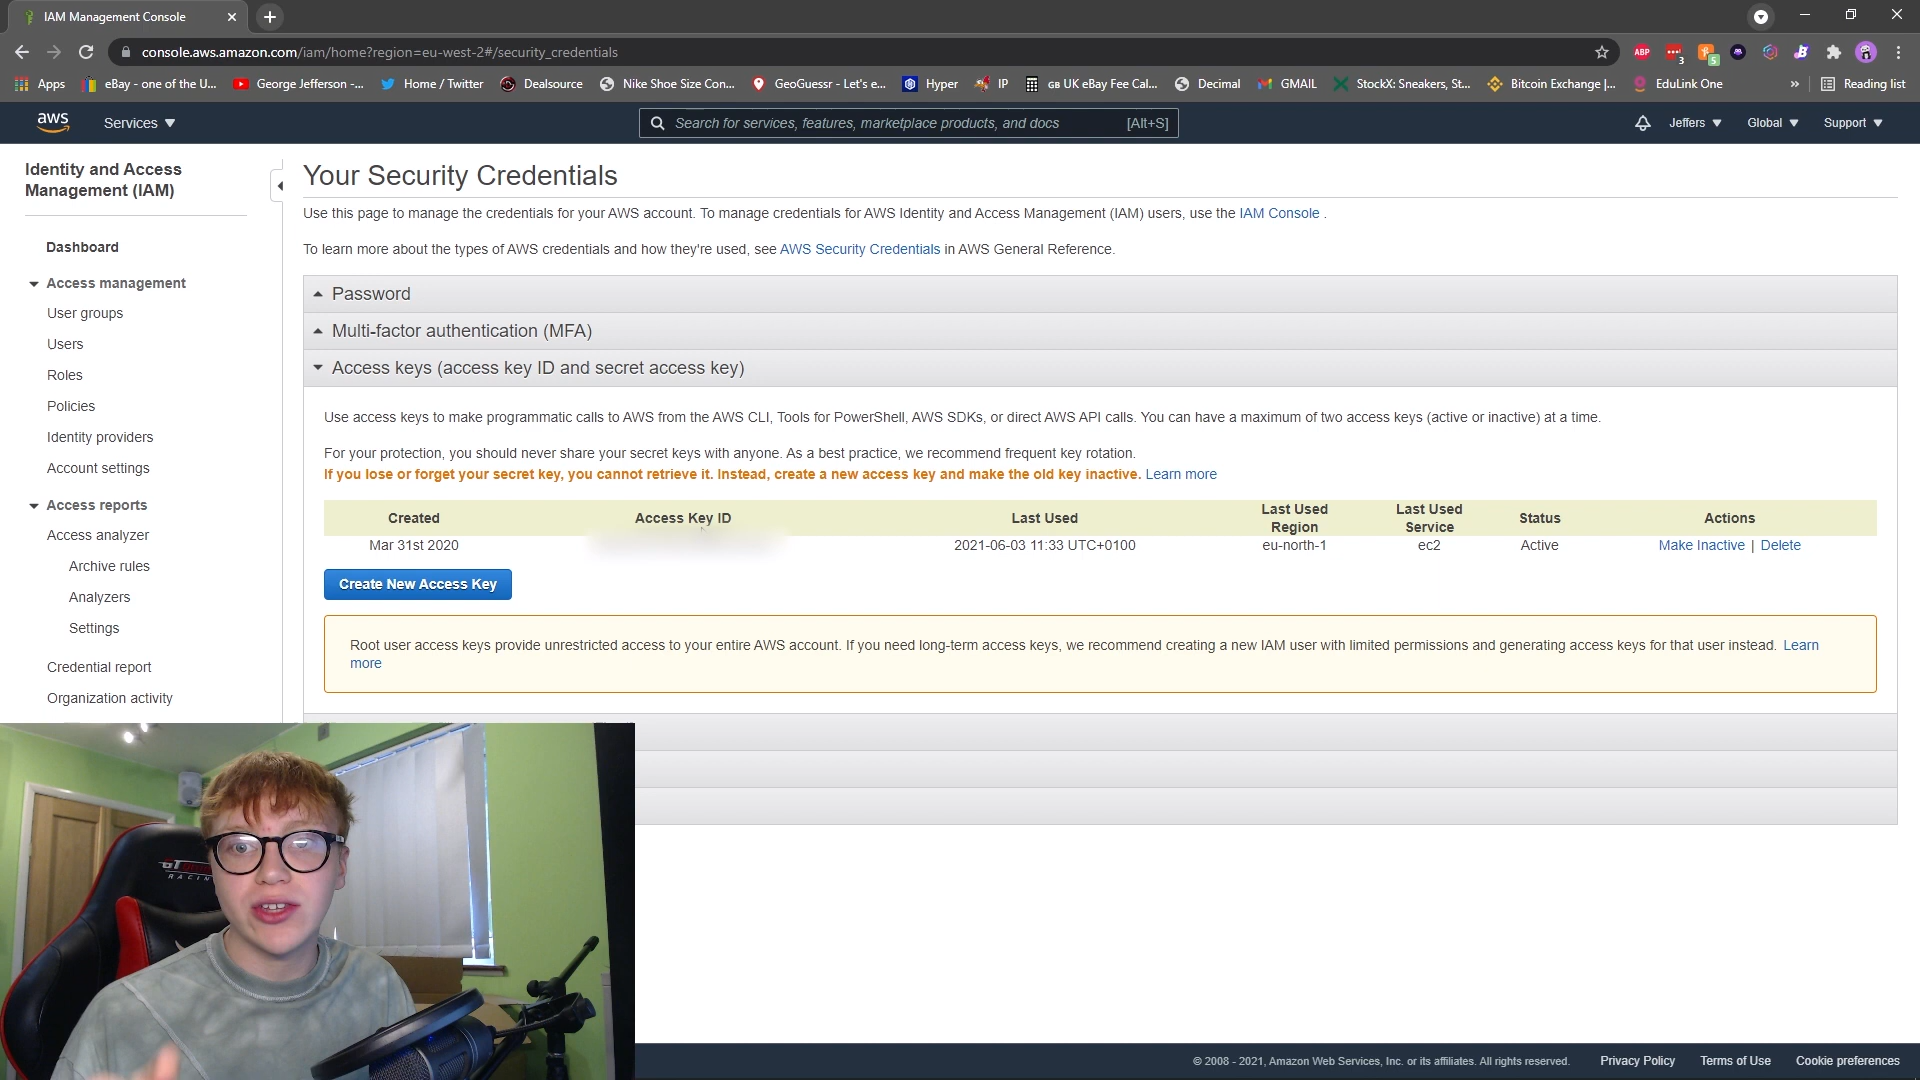 IAM Management Console
console.aws.amazon.com/iam/home?region=eu-west-2#/security_credentials
ABP
3
5
Apps
eBay - one of the U...
George Jefferson -...
Home / Twitter
Dealsource
Nike Shoe Size Con...
GeoGuessr - Let's e...
Hyper
IP
GB UK eBay Fee Cal...
Decimal
GMAIL
StockX: Sneakers, St...
Bitcoin Exchange |...
EduLink One
»
Reading list
aws
Services
Search for services, features, marketplace products, and docs
[Alt+S]
Jeffers
Global
Support
Identity and Access
Management (IAM)
Dashboard
Access management
User groups
Users
Roles
Policies
Identity providers
Account settings
Access reports
Access analyzer
Archive rules
Analyzers
Settings
Credential report
Organization activity
Your Security Credentials
Use this page to manage the credentials for your AWS account. To manage credentials for AWS Identity and Access Management (IAM) users, use the IAM Console .
To learn more about the types of AWS credentials and how they're used, see AWS Security Credentials in AWS General Reference.
Password
Multi-factor authentication (MFA)
Access keys (access key ID and secret access key)
Use access keys to make programmatic calls to AWS from the AWS CLI, Tools for PowerShell, AWS SDKs, or direct AWS API calls. You can have a maximum of two access keys (active or inactive) at a time.
For your protection, you should never share your secret keys with anyone. As a best practice, we recommend frequent key rotation.
If you lose or forget your secret key, you cannot retrieve it. Instead, create a new access key and make the old key inactive. Learn more
Created
Access Key ID
Last Used
Last Used
Region
Last Used
Service
Status
Actions
Mar 31st 2020
2021-06-03 11:33 UTC+0100
eu-north-1
ec2
Active
Make Inactive | Delete
Create New Access Key
Root user access keys provide unrestricted access to your entire AWS account. If you need long-term access keys, we recommend creating a new IAM user with limited permissions and generating access keys for that user instead. Learn
more
RACING
© 2008 - 2021, Amazon Web Services, Inc. or its affiliates. All rights reserved.
Privacy Policy
Terms of Use
Cookie preferences